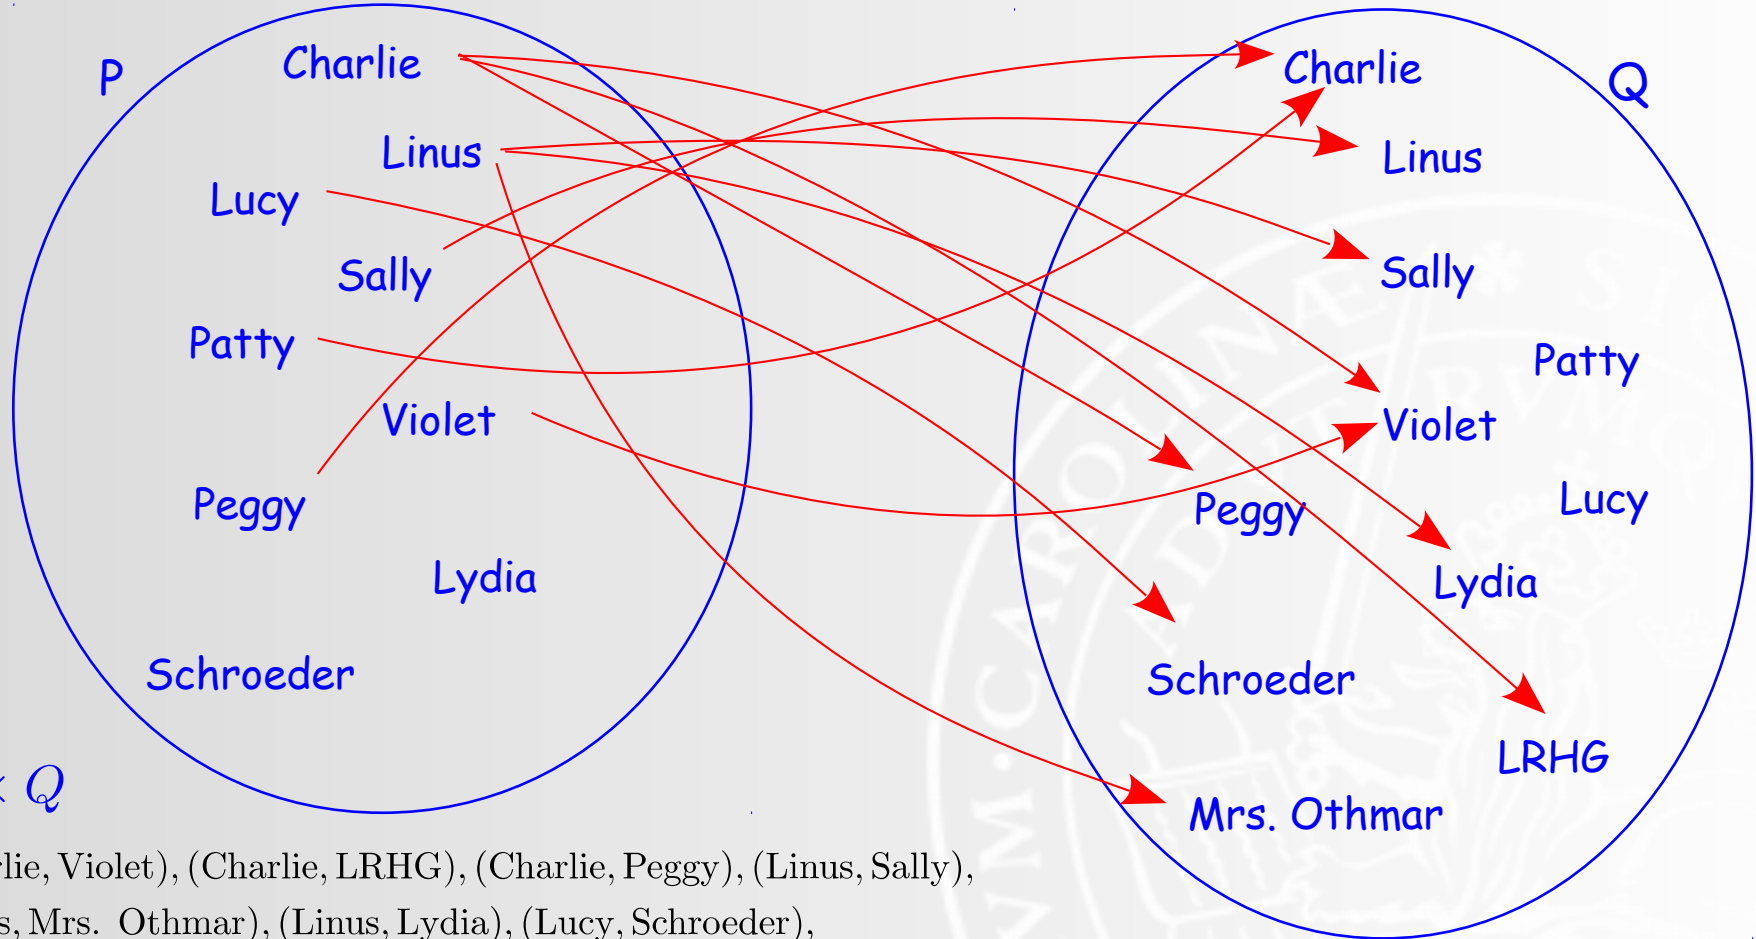 P
Charlie
Linus
Lucy
Sally
Patty
Violet
Peggy
Lydia
Schroeder
Q
Charlie
Linus
Sally
Patty
Violet
Lucy
Peggy
Lydia
Schroeder
LRHG
Mrs. Othmar
× Q
rlie, Violet), (Charlie, LRHG), (Charlie, Peggy), (Linus, Sally),
s, Mrs. Othmar), (Linus, Lydia), (Lucy, Schroeder),